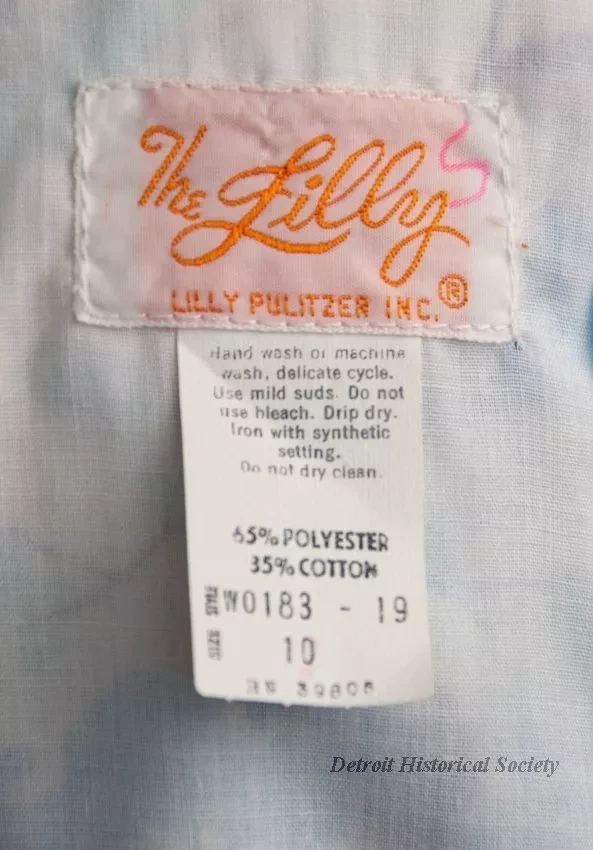 The Lilly
LILLY PULITZER INC.®
Hand wash or machine
wash, delicate cycle.
Use mild suds. Do not
use bleach. Drip dry.
Iron with synthetic
setting.
Do not dry clean.
65% POLYESTER
35% COTTON
STYLE W0183 - 19
SIZE 10
Detroit Historical Society